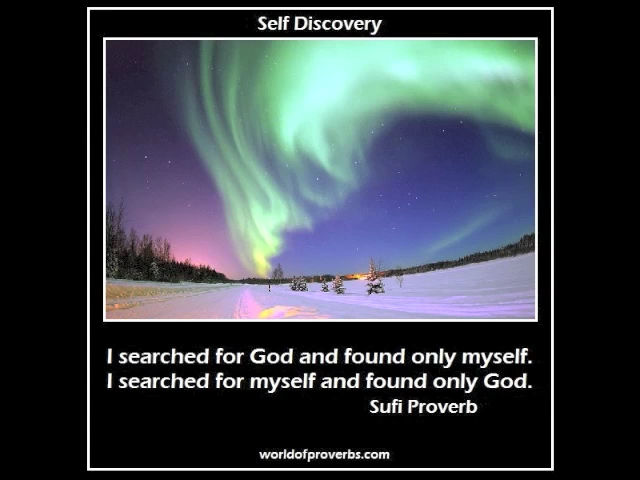 Self Discovery
I searched for God and found only myself.
I searched for myself and found only God.
Sufi Proverb
worldofproverbs.com